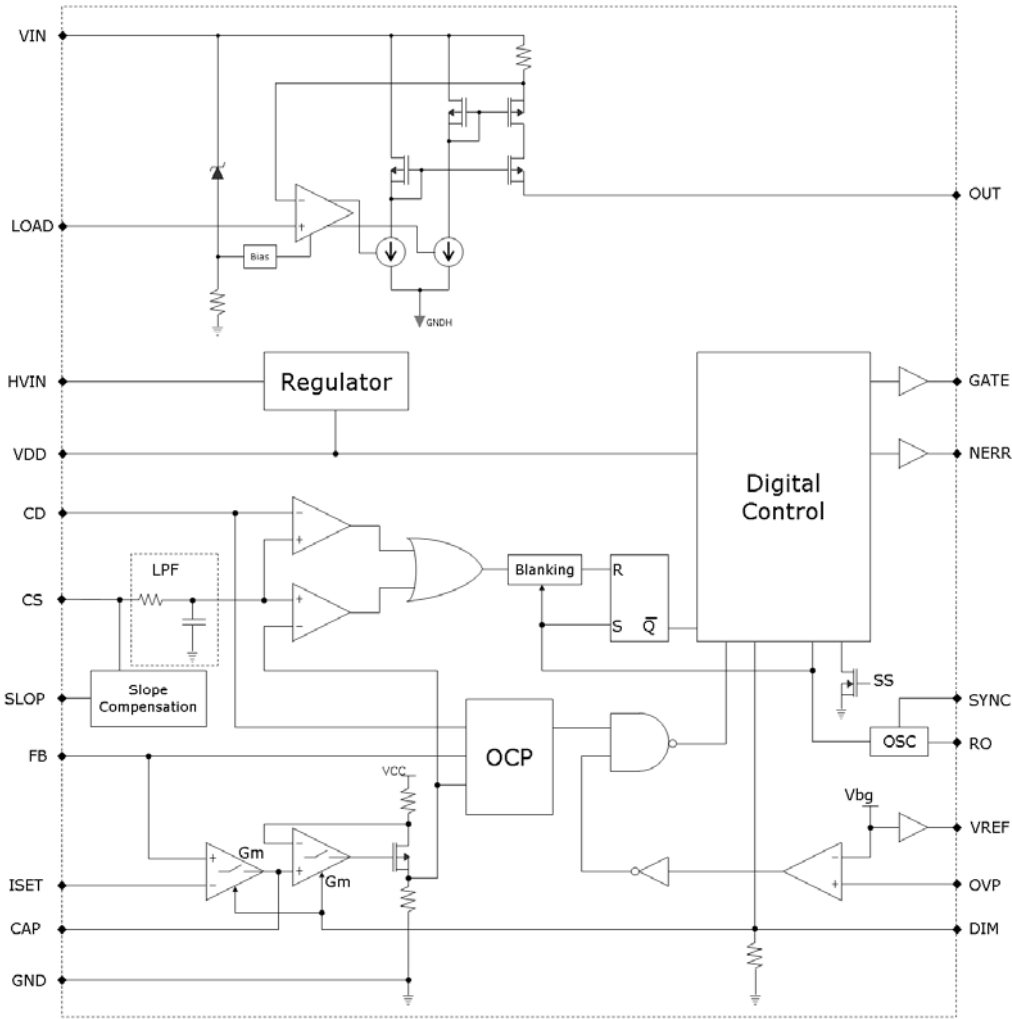 VIN
OUT
LOAD
−
+
Bias
GNDH
HVIN
Regulator
GATE
VDD
NERR
Digital
Control
CD
−
+
LPF
Blanking
R
CS
+
−
S
Q̅
SLOP
Slope
Compensation
SS
SYNC
OSC
RO
FB
OCP
VCC
Vbg
VREF
Gm
+
−
−
+
Gm
−
+
ISET
OVP
CAP
DIM
GND